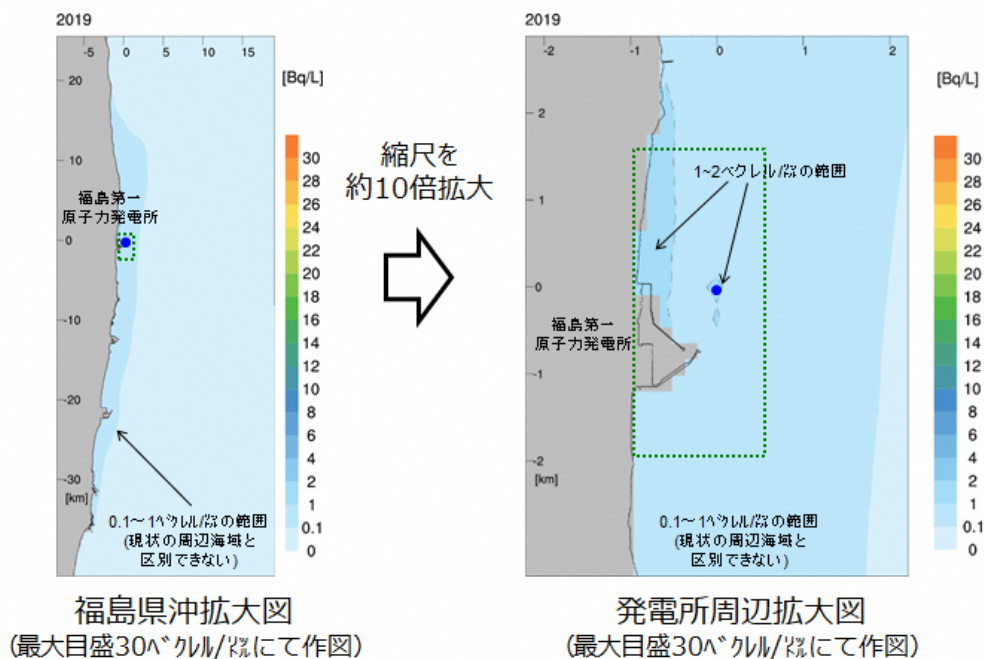 2019
-5 0 5 10 15
20
10
0
-10
-20
-30
[km]
福島第一
原子力発電所
0.1～1ﾍﾞｸﾚﾙ/㍑の範囲
(現状の周辺海域と
区別できない)
[Bq/L]
30
28
26
24
22
20
18
16
14
12
10
8
6
4
2
1
0.1
0
福島県沖拡大図
(最大目盛30ﾍﾞｸﾚﾙ/㍑にて作図)
縮尺を
約10倍拡大
2019
-2 -1 0 1 2
2
1
0
-1
-2
[km]
1~2ベクレル/㍑の範囲
福島第一
原子力発電所
0.1～1ﾍﾞｸﾚﾙ/㍑の範囲
(現状の周辺海域と
区別できない)
[Bq/L]
30
28
26
24
22
20
18
16
14
12
10
8
6
4
2
1
0.1
0
発電所周辺拡大図
(最大目盛30ﾍﾞｸﾚﾙ/㍑にて作図)